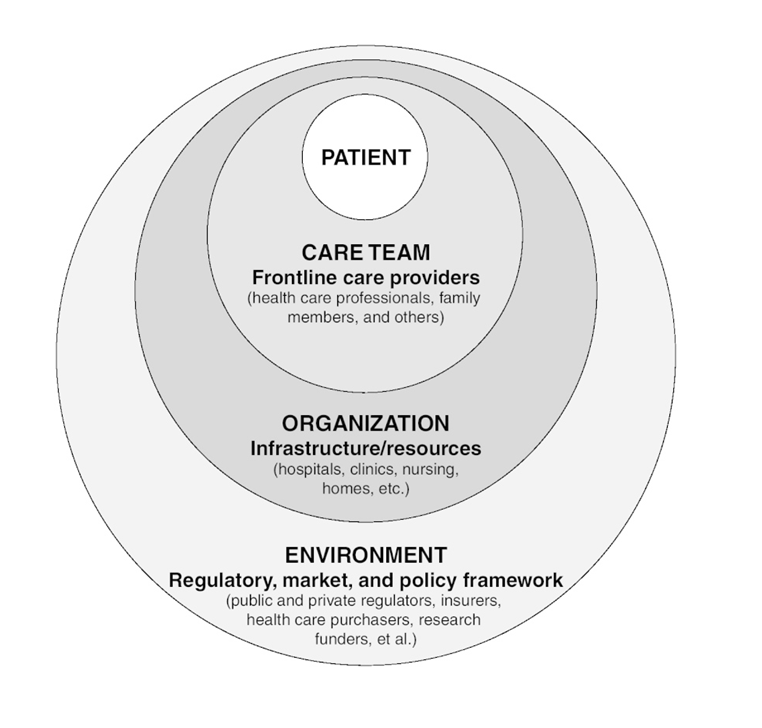 PATIENT
CARE TEAM
Frontline care providers
(health care professionals, family
members, and others)
ORGANIZATION
Infrastructure/resources
(hospitals, clinics, nursing,
homes, etc.)
ENVIRONMENT
Regulatory, market, and policy framework
(public and private regulators, insurers,
health care purchasers, research
funders, et al.)